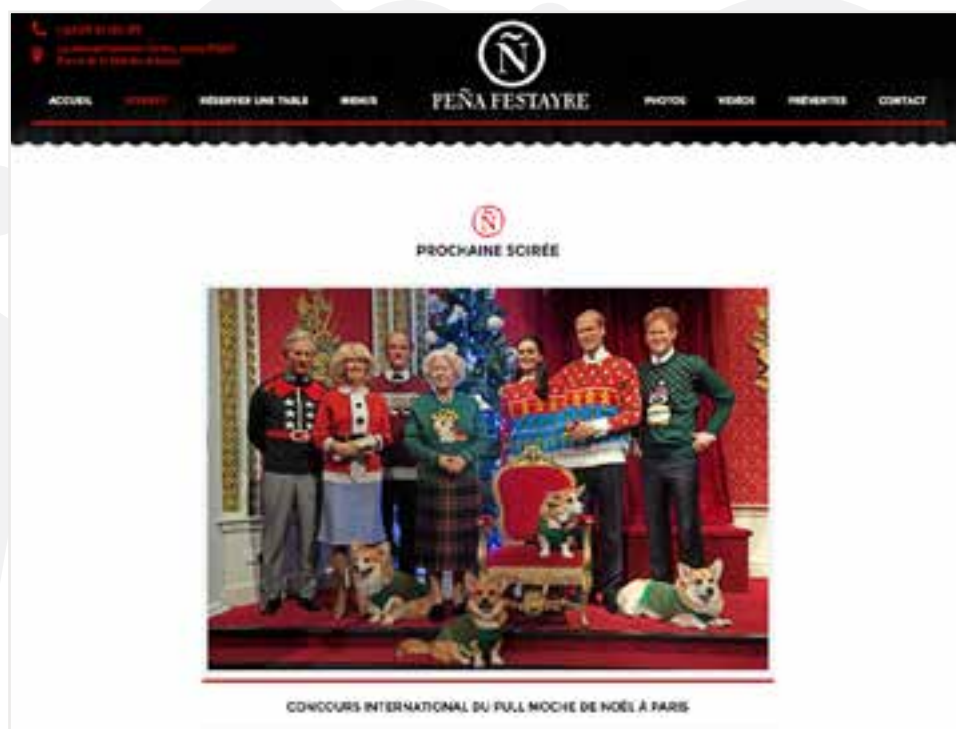 ACCUEIL
RÉSERVER UNE TABLE
MENUS
Ñ
PEÑA FESTAYRE
PHOTOS
VIDÉOS
PRÉVENTES
CONTACT
Ñ
PROCHAINE SOIRÉE
CONCOURS INTERNATIONAL DU PULL MOCHE DE NOËL À PARIS